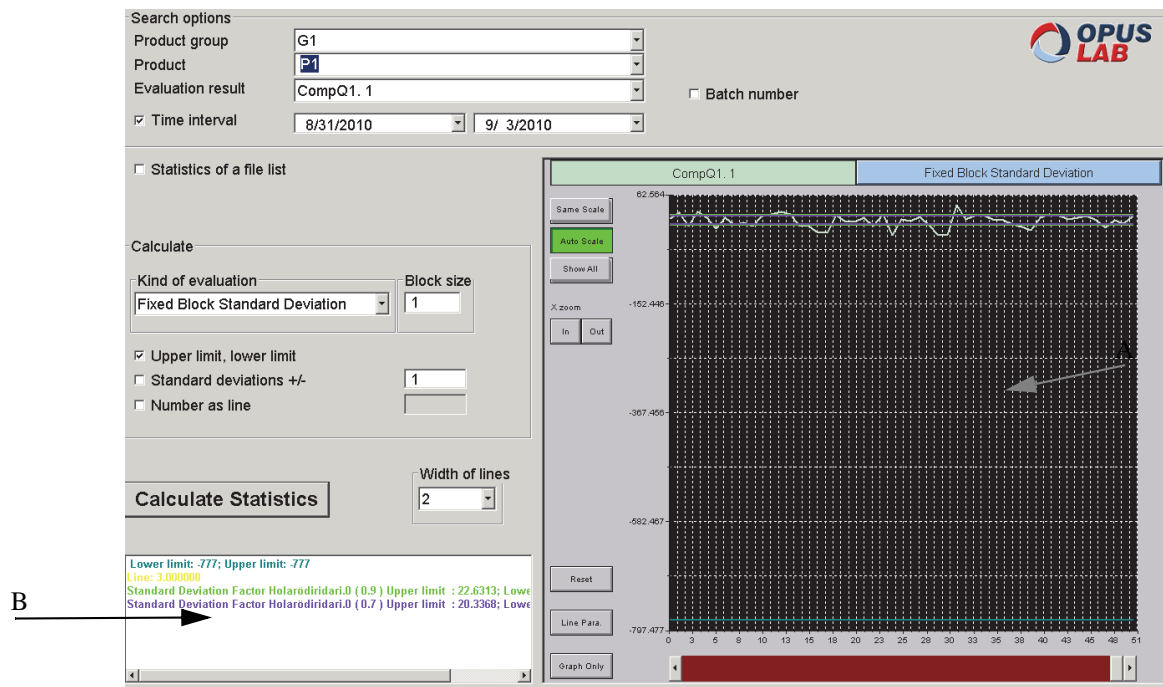 Search options
Product group G1
Product P1
Evaluation result CompQ1. 1
Batch number
Time interval 8/31/2010 9/ 3/2010
OPUS
LAB
Statistics of a file list
Calculate
Kind of evaluation Block size
Fixed Block Standard Deviation 1
Upper limit, lower limit
Standard deviations +/- 1
Number as line
Width of lines
Calculate Statistics 2
Lower limit: -777; Upper limit: -777
Line: 3.000000
Standard Deviation Factor Holarodiridari.0 ( 0.9 ) Upper limit : 22.6313; Lowe
Standard Deviation Factor Holarodiridari.0 ( 0.7 ) Upper limit : 20.3368; Lowe
B
CompQ1. 1 Fixed Block Standard Deviation
Same Scale
Auto Scale
Show All
X zoom
In Out
Reset
Line Para.
Graph Only
62.564
-152.446
-367.456
-582.467
-797.477
0 3 5 8 10 13 15 18 20 23 25 28 30 33 35 38 40 43 45 48 51
A